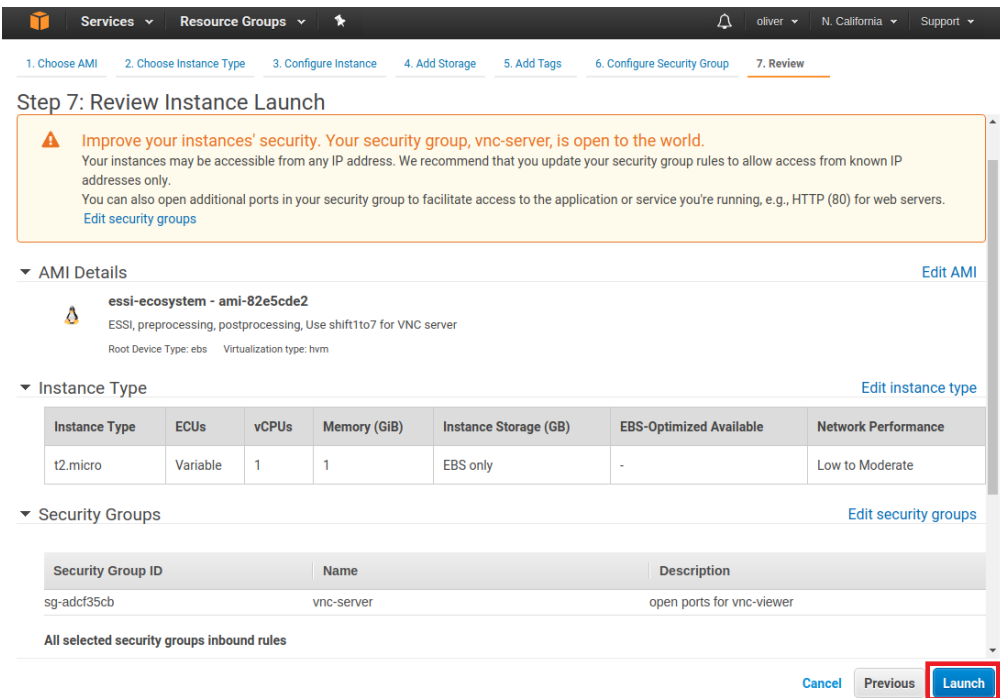 Services Resource Groups oliver N. California Support
1. Choose AMI 2. Choose Instance Type 3. Configure Instance 4. Add Storage 5. Add Tags 6. Configure Security Group 7. Review
Step 7: Review Instance Launch
Improve your instances' security. Your security group, vnc-server, is open to the world.
Your instances may be accessible from any IP address. We recommend that you update your security group rules to allow access from known IP
addresses only.
You can also open additional ports in your security group to facilitate access to the application or service you're running, e.g., HTTP (80) for web servers.
Edit security groups
AMI Details Edit AMI
essi-ecosystem - ami-82e5cde2
ESSI, preprocessing, postprocessing, Use shift1to7 for VNC server
Root Device Type: ebs Virtualization type: hvm
Instance Type Edit instance type
Instance Type ECUs vCPUs Memory (GiB) Instance Storage (GB) EBS-Optimized Available Network Performance
t2.micro Variable 1 1 EBS only - Low to Moderate
Security Groups Edit security groups
Security Group ID Name Description
sg-adcf35cb vnc-server open ports for vnc-viewer
All selected security groups inbound rules
Cancel Previous Launch